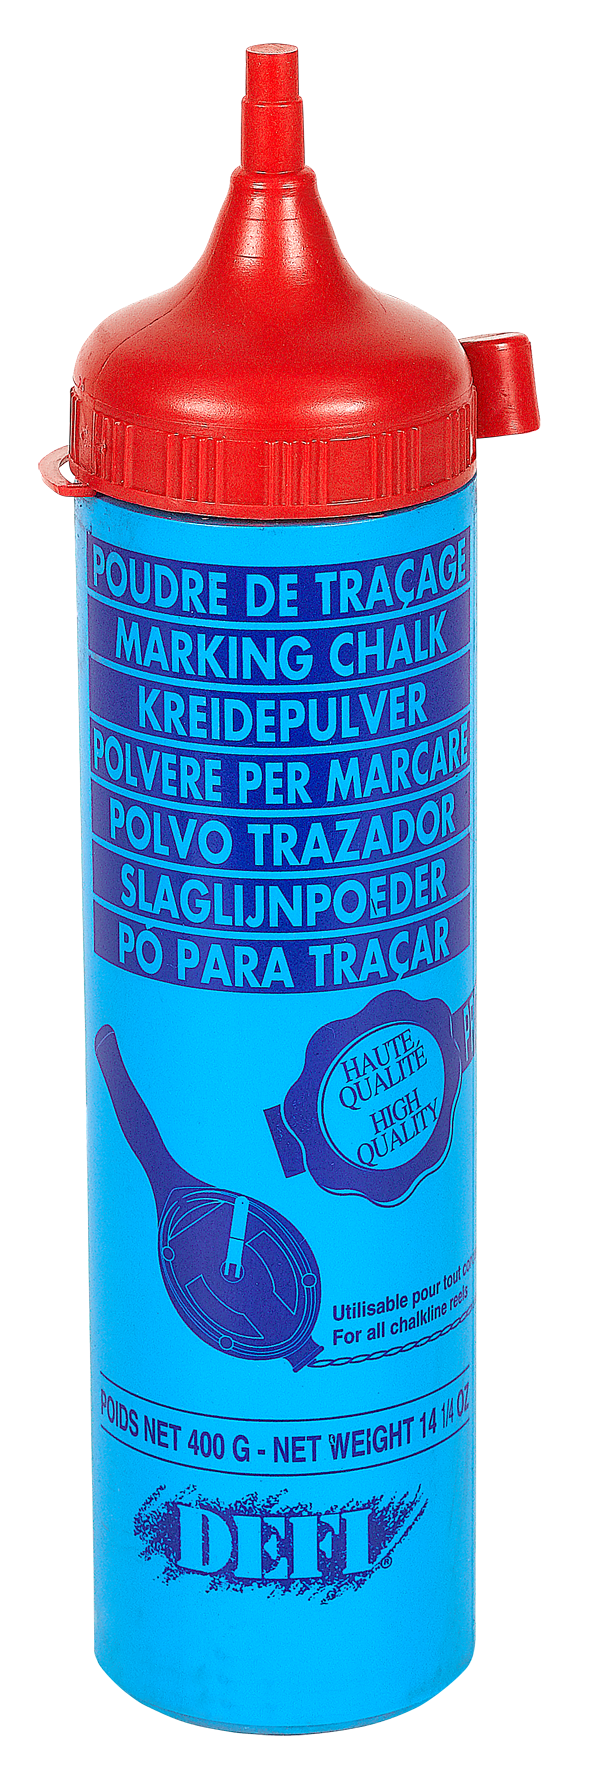 POUDRE DE TRAÇAGE
MARKING CHALK
KREIDEPULVER
POLVERE PER MARCARE
POLVO TRAZADOR
SLAGLIJNPOEDER
PÓ PARA TRAÇAR
HAUTE
QUALITÉ
HIGH
QUALITY
Utilisable pour tout
For all chalkline reels
POIDS NET 400 G - NET WEIGHT 14 1/4 OZ
DEFI®